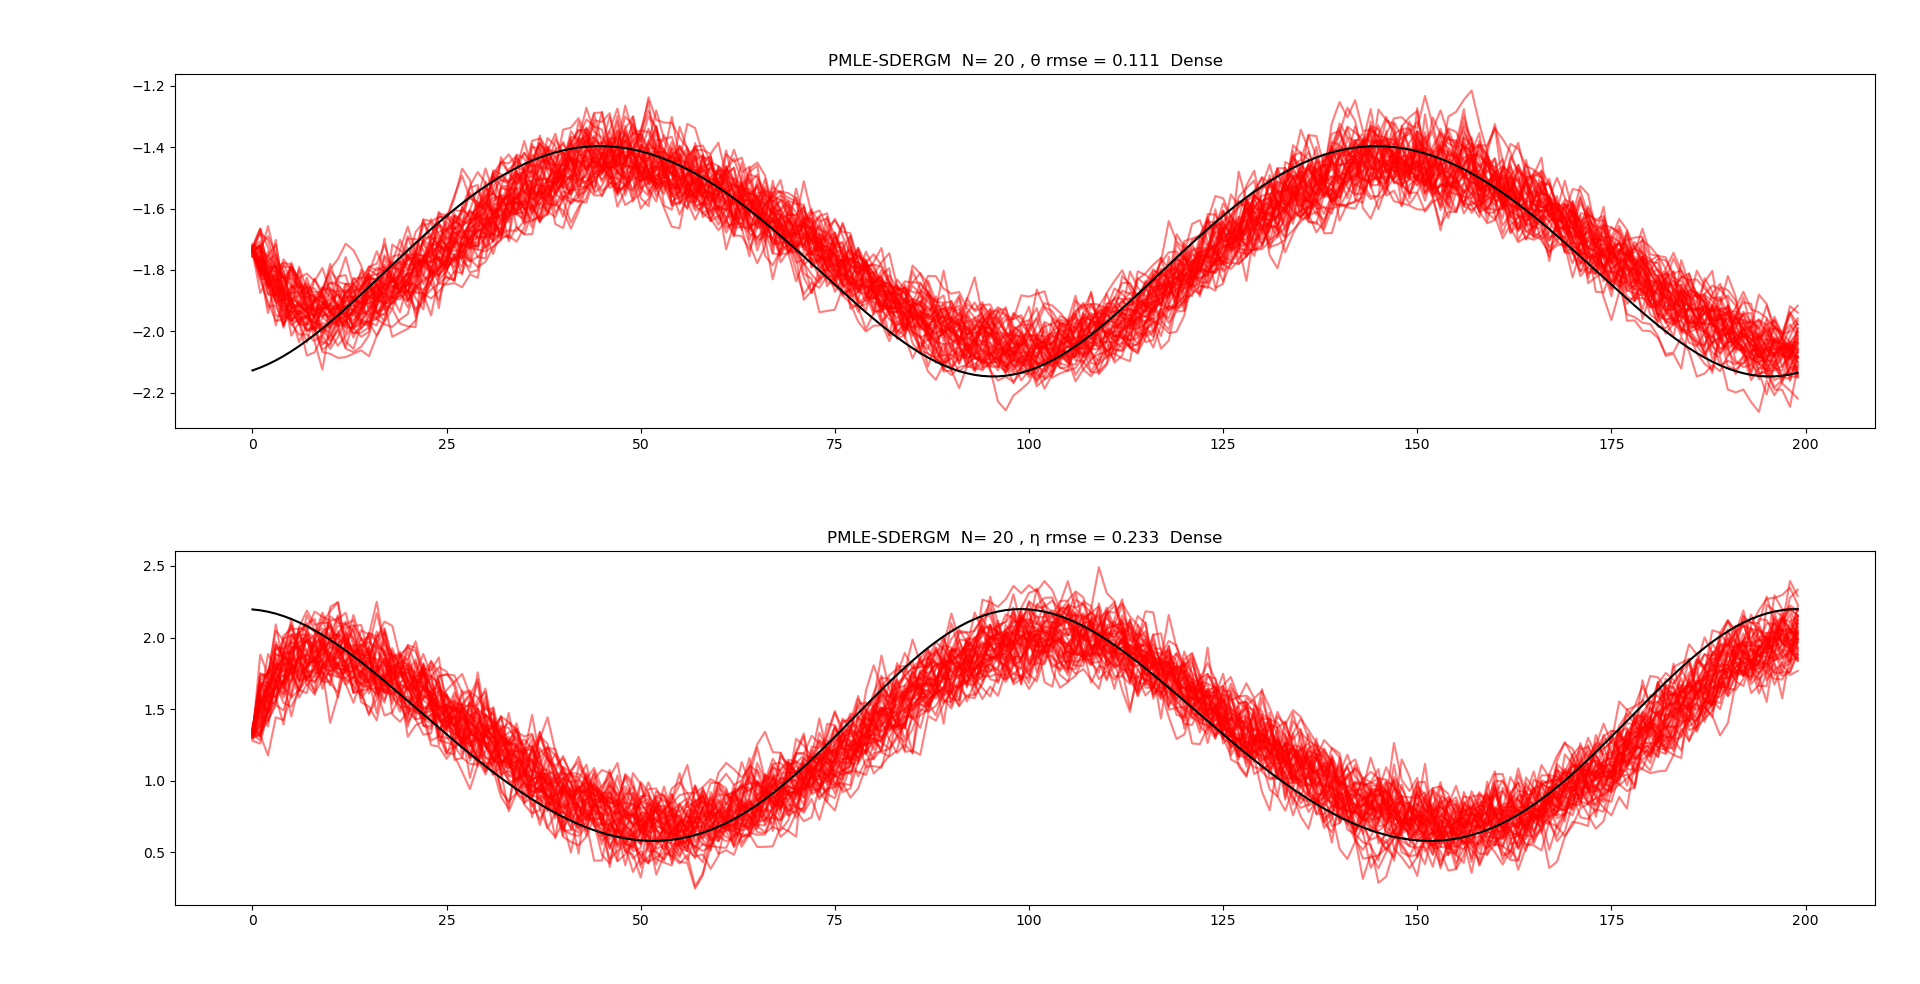 PMLE-SDERGM  N= 20 , θ rmse = 0.111  Dense
−1.2
−1.4
−1.6
−1.8
−2.0
−2.2
0 25 50 75 100 125 150 175 200
PMLE-SDERGM  N= 20 , η rmse = 0.233  Dense
2.5
2.0
1.5
1.0
0.5
0 25 50 75 100 125 150 175 200